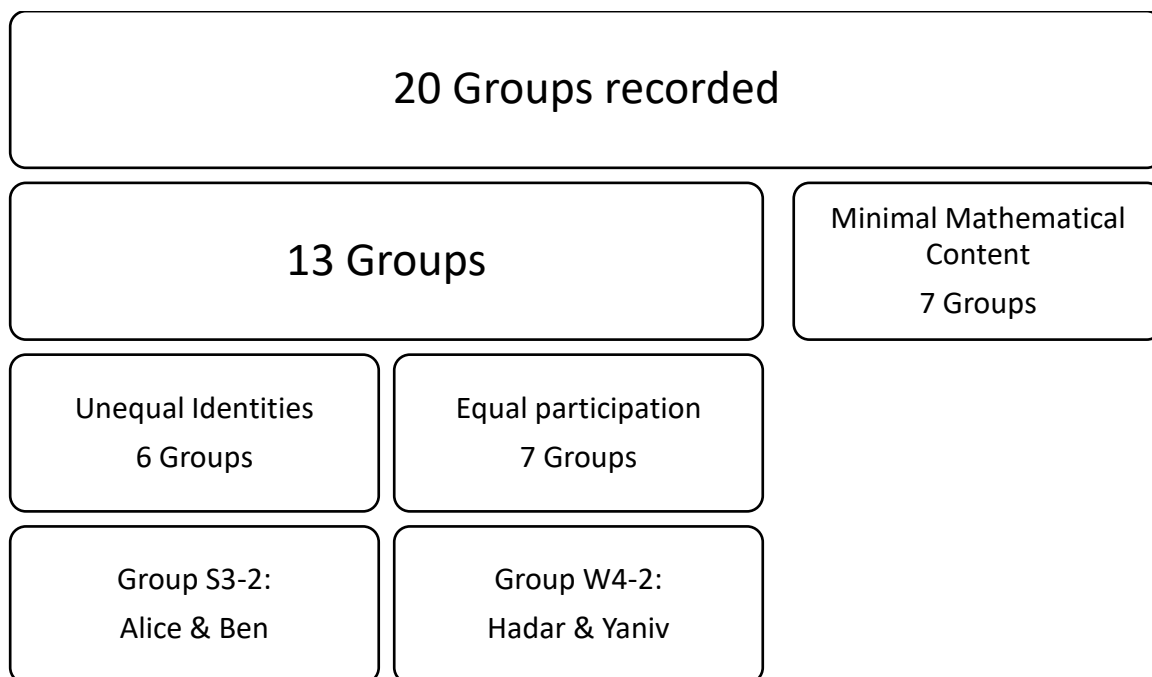 20 Groups recorded
13 Groups
Minimal Mathematical
Content
7 Groups
Unequal Identities
6 Groups
Equal participation
7 Groups
Group S3-2:
Alice & Ben
Group W4-2:
Hadar & Yaniv